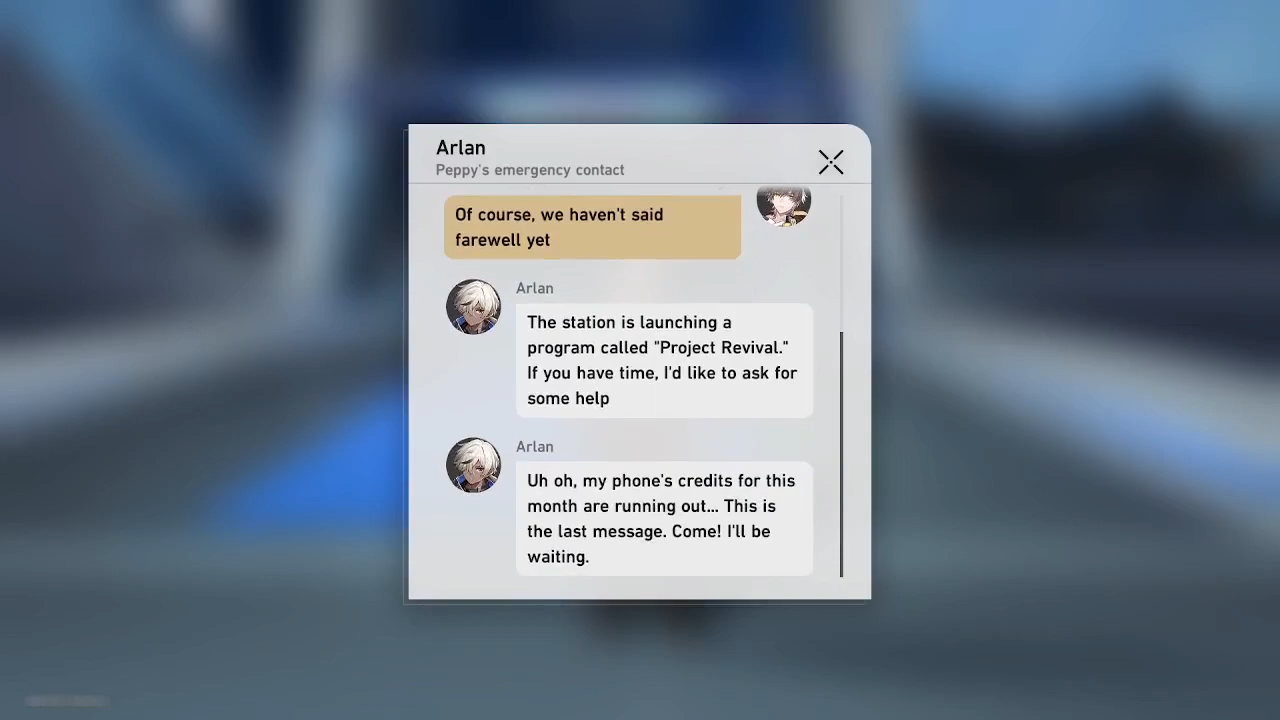 Arlan
Peppy's emergency contact
Of course, we haven't said
farewell yet
Arlan
The station is launching a
program called "Project Revival."
If you have time, I'd like to ask for
some help
Arlan
Uh oh, my phone's credits for this
month are running out... This is
the last message. Come! I'll be
waiting.